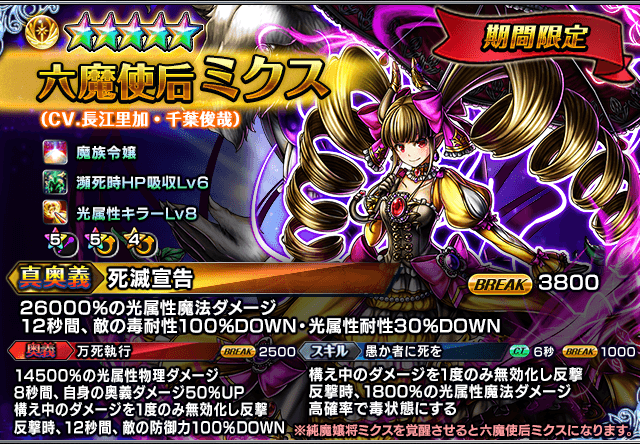 期間限定
六魔使后ミクス
(CV.長江里加・千葉俊哉)
魔族令嬢
瀕死時HP吸収Lv6
光属性キラーLv8
5 5 4
真奥義 死滅宣告 BREAK 3800
26000%の光属性魔法ダメージ
12秒間、敵の毒耐性100%DOWN・光属性耐性30%DOWN
奥義 万死執行 BREAK 2500
14500%の光属性物理ダメージ
8秒間、自身の奥義ダメージ50%UP
構え中のダメージを1度のみ無効化し反撃
反撃時、12秒間、敵の防御力100%DOWN
スキル 愚か者に死を CT 6秒 BREAK 1000
構え中のダメージを1度のみ無効化し反撃
反撃時、1800%の光属性魔法ダメージ
高確率で毒状態にする
※純魔嬢将ミクスを覚醒させると六魔使后ミクスになります。